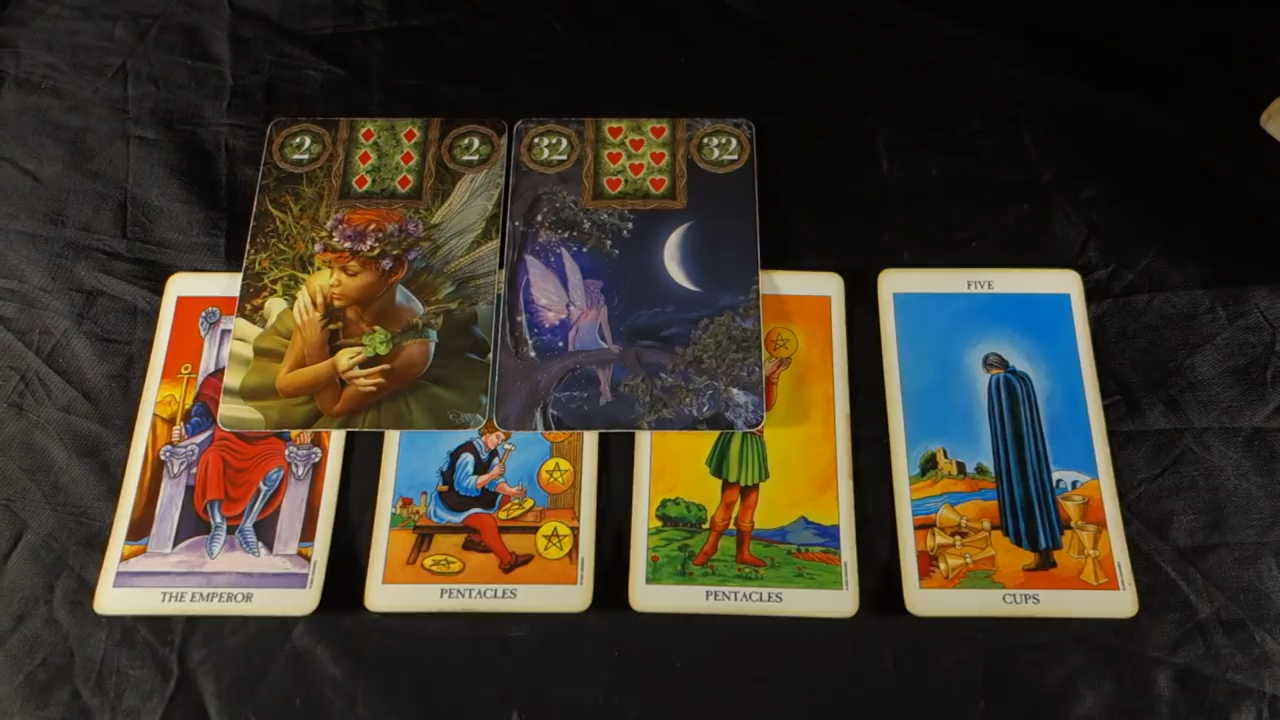 2 2
32 32
FIVE
THE EMPEROR
PENTACLES
PENTACLES
CUPS